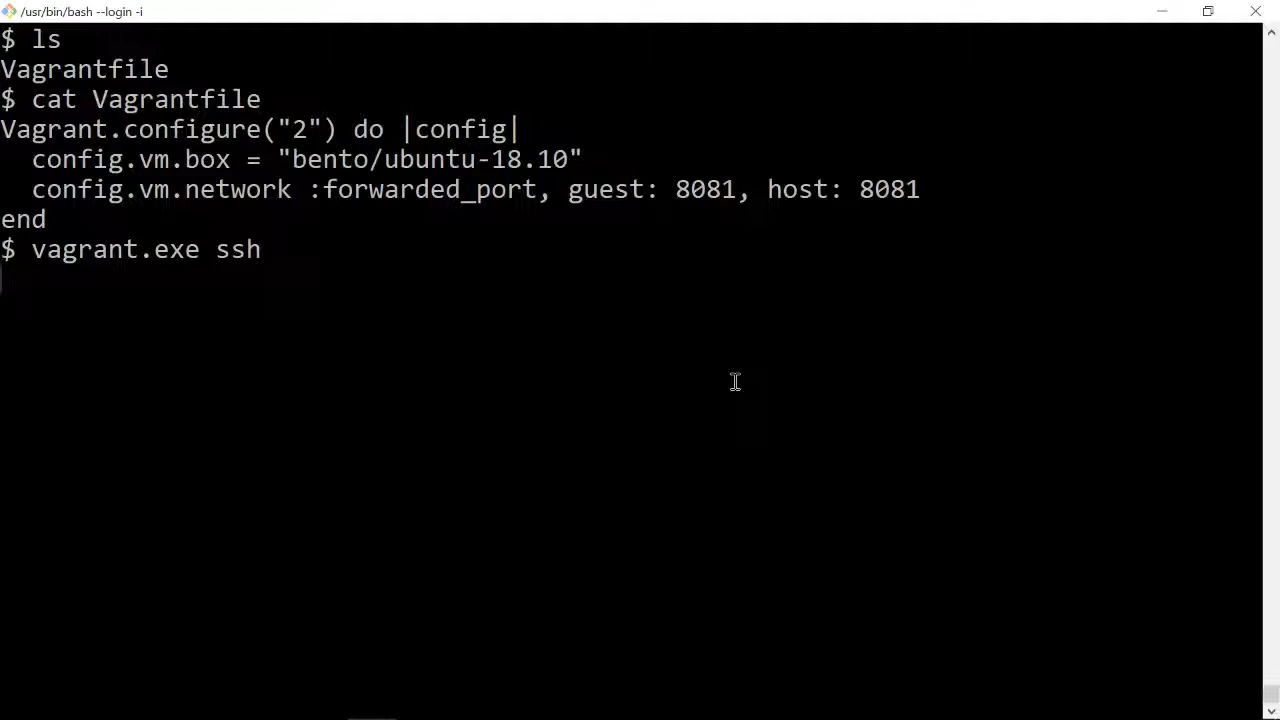 /usr/bin/bash --login -i
$ ls
Vagrantfile
$ cat Vagrantfile
Vagrant.configure("2") do |config|
  config.vm.box = "bento/ubuntu-18.10"
  config.vm.network :forwarded_port, guest: 8081, host: 8081
end
$ vagrant.exe ssh